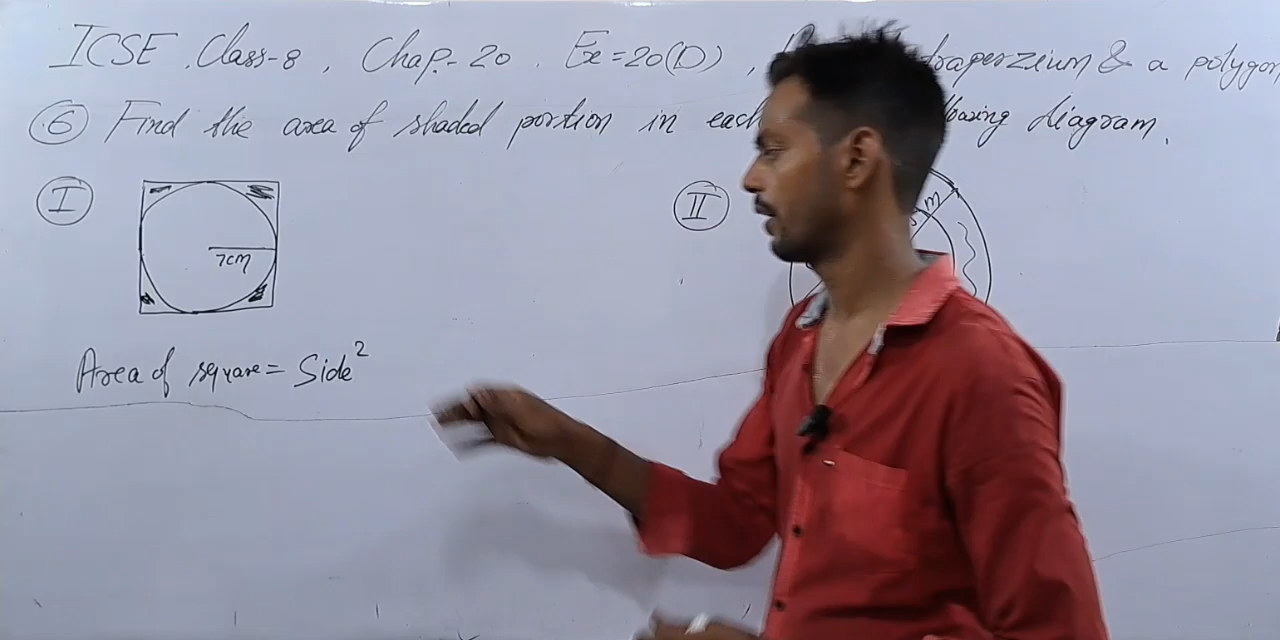 ICSE, Class-8, Chap.-20, Ex=20(D), traperzium & a polygon
6 Find the area of shaded portion in each diagram.
I
II
m
7cm
Area of square = Side²